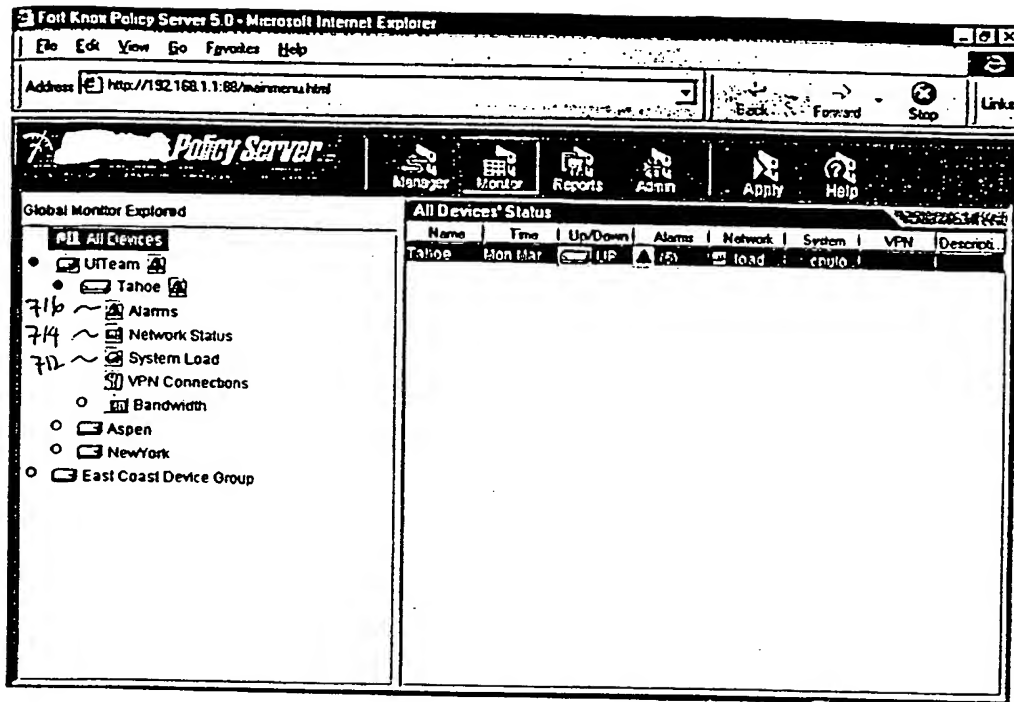 Fort Knox Policy Server 5.0 - Microsoft Internet Explorer
File Edit View Go Favorites Help
Address http://192.168.1.1:88/mainmenu.html
Back Forward Stop Links
Policy Server
Manager Monitor Reports Admin Apply Help
Global Monitor Explored
All Devices' Status
Name Time Up/Down Alarms Network System VPN Descripti...
Tahoe Mon Mar UP (5) load
All Devices
UITeam
Tahoe
716 Alarms
714 Network Status
712 System Load
VPN Connections
Bandwidth
Aspen
NewYork
East Coast Device Group